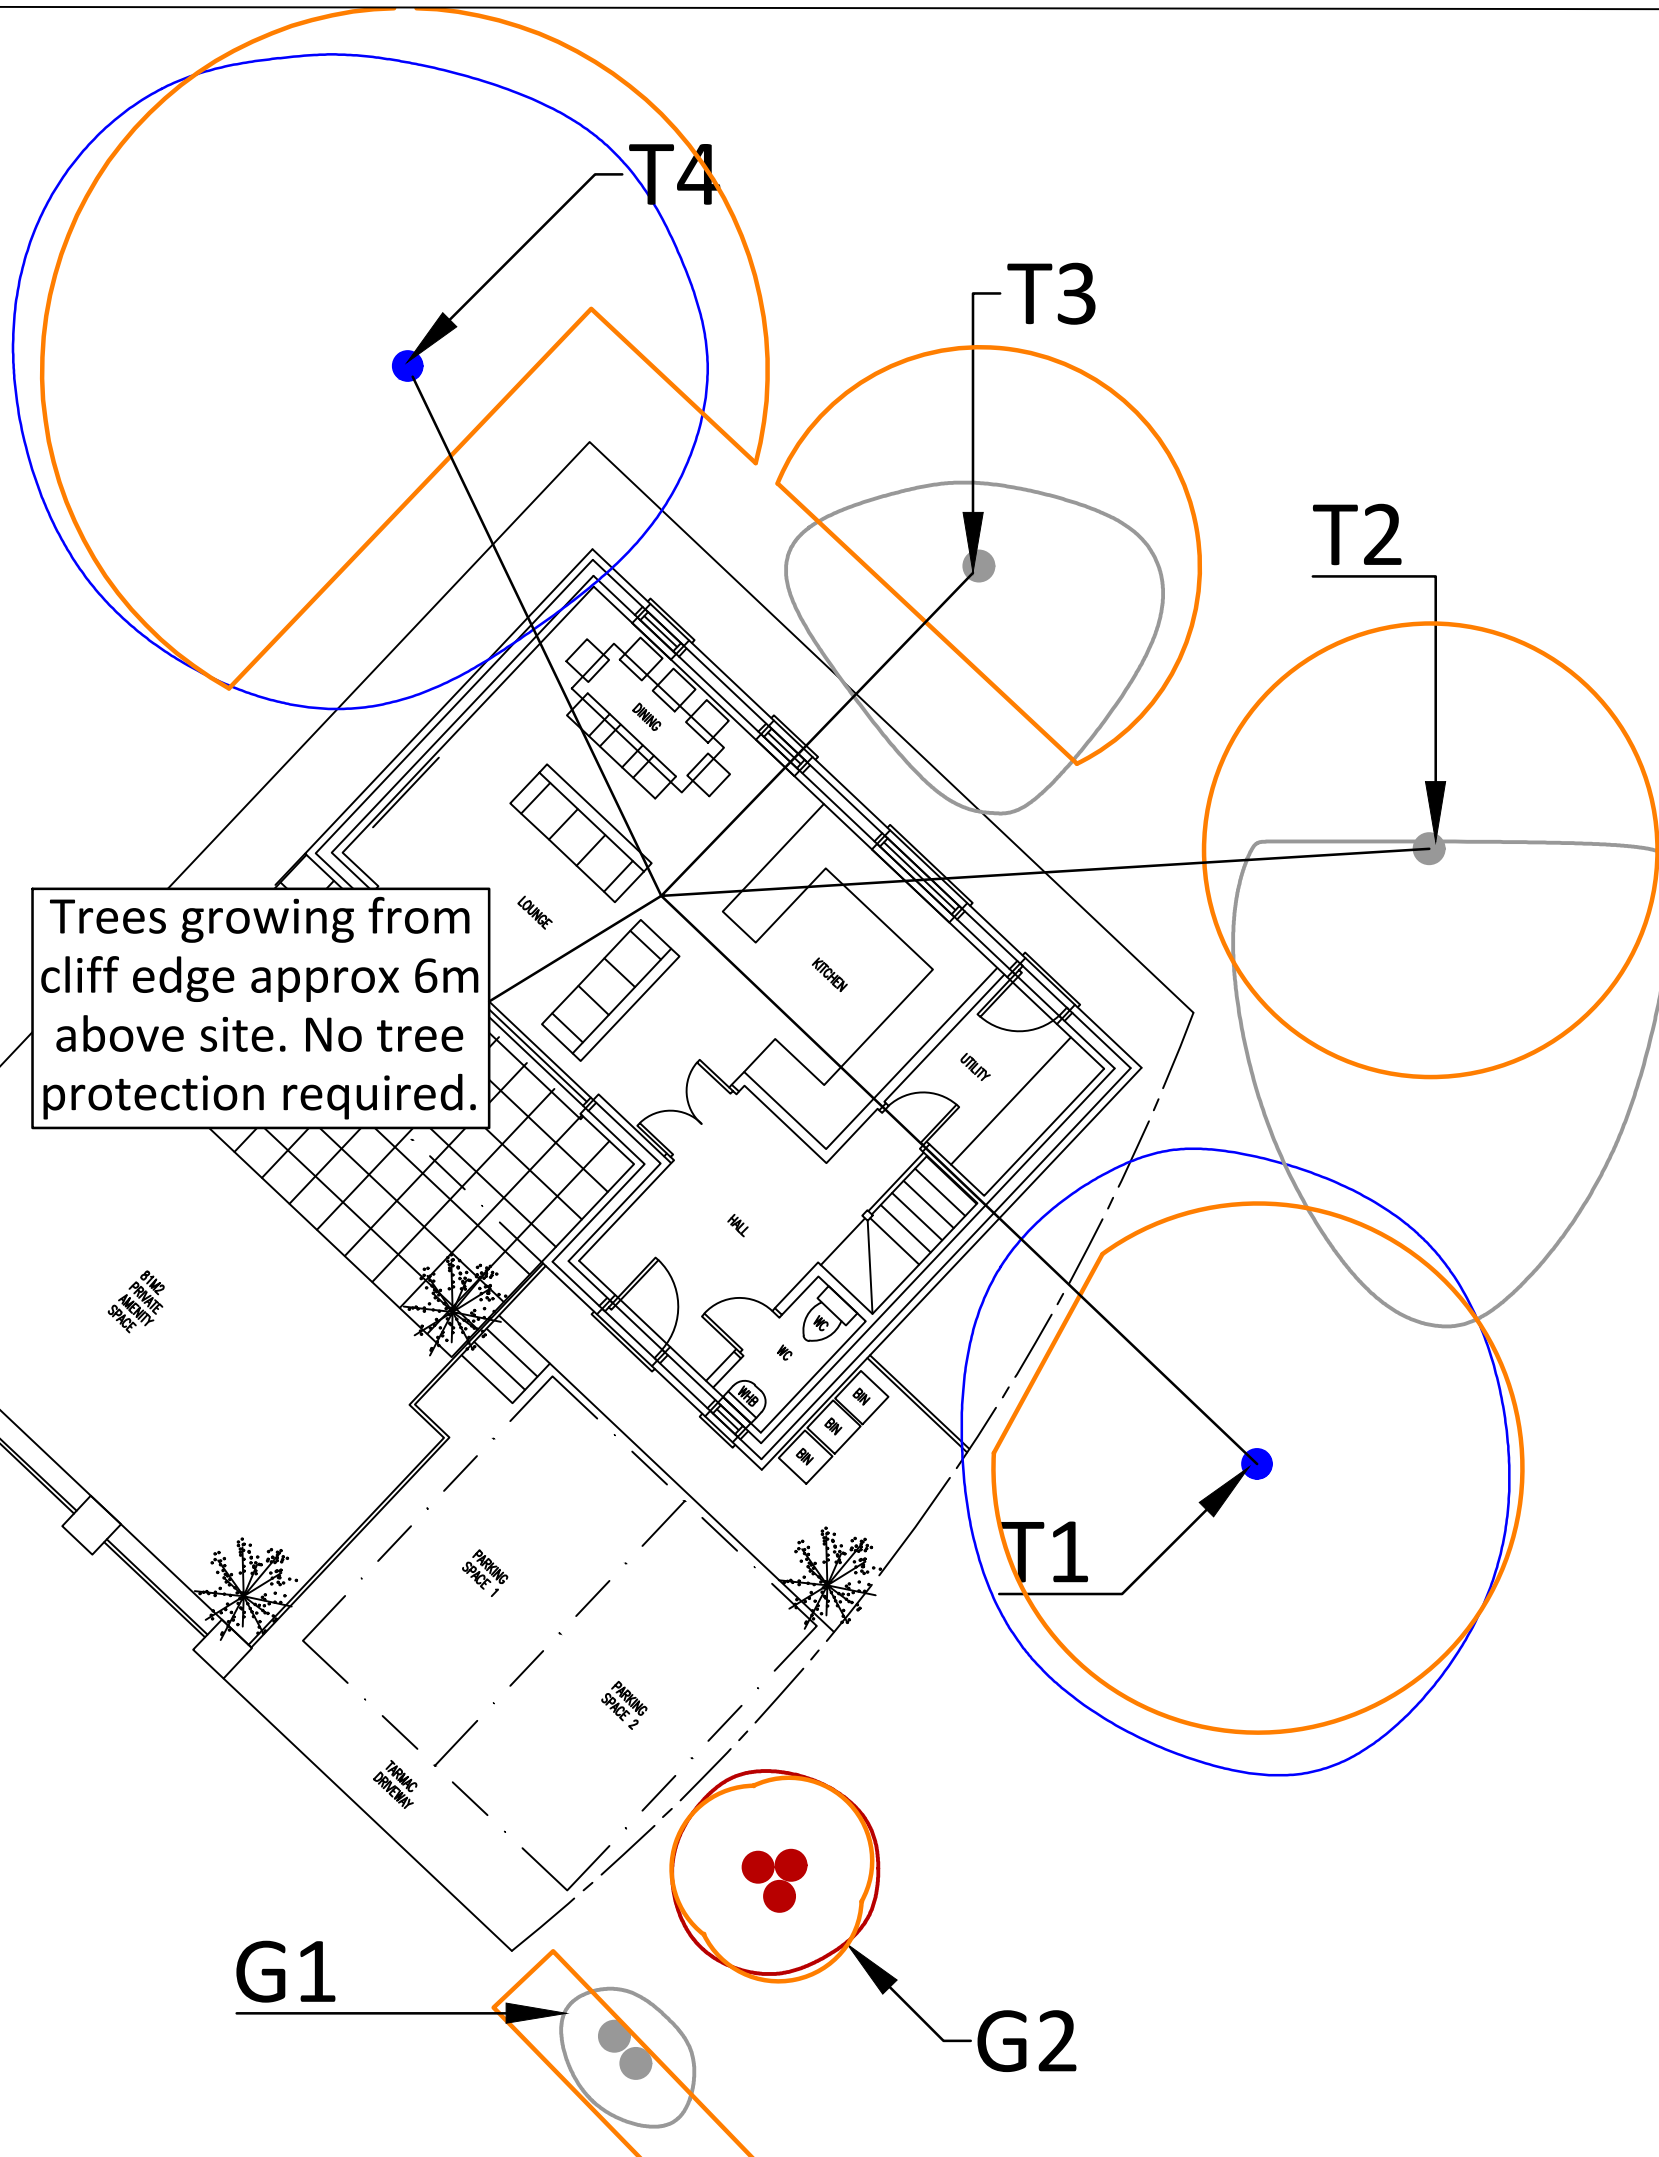 T4
T3
T2
DINING
LOUNGE
Trees growing from
cliff edge approx 6m
above site. No tree
protection required.
KITCHEN
UTILITY
HALL
81M2
PRIVATE
AMENITY
SPACE
WC
WC
WHB
BIN
BIN
BIN
T1
PARKING
SPACE 1
PARKING
SPACE 2
TARMAC
DRIVEWAY
G1
G2